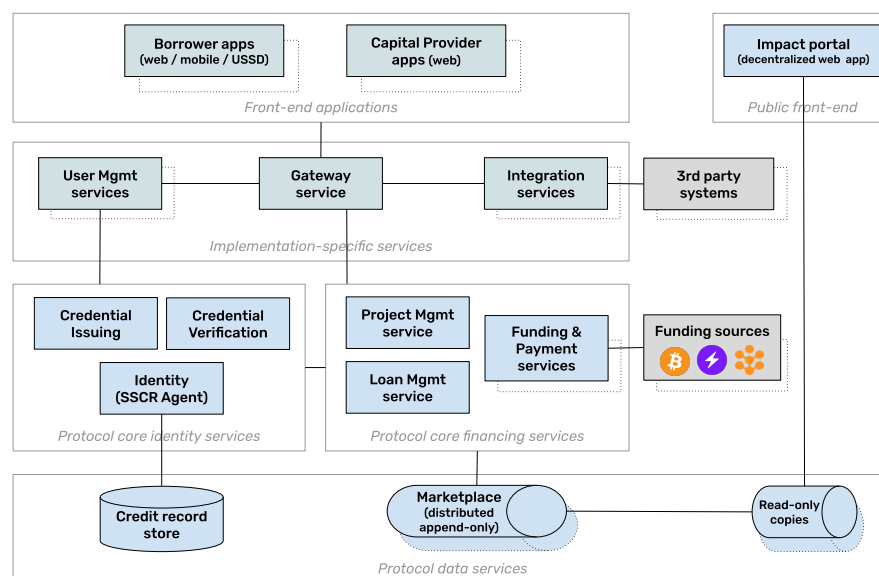 Borrower apps
(web / mobile / USSD)
Capital Provider
apps (web)
Front-end applications
Impact portal
(decentralized web app)
Public front-end
User Mgmt
services
Gateway
service
Integration
services
3rd party
systems
Implementation-specific services
Credential
Issuing
Credential
Verification
Identity
(SSCR Agent)
Protocol core identity services
Project Mgmt
service
Loan Mgmt
service
Funding &
Payment
services
Protocol core financing services
Funding sources
Credit record
store
Marketplace
(distributed
append-only)
Read-only
copies
Protocol data services